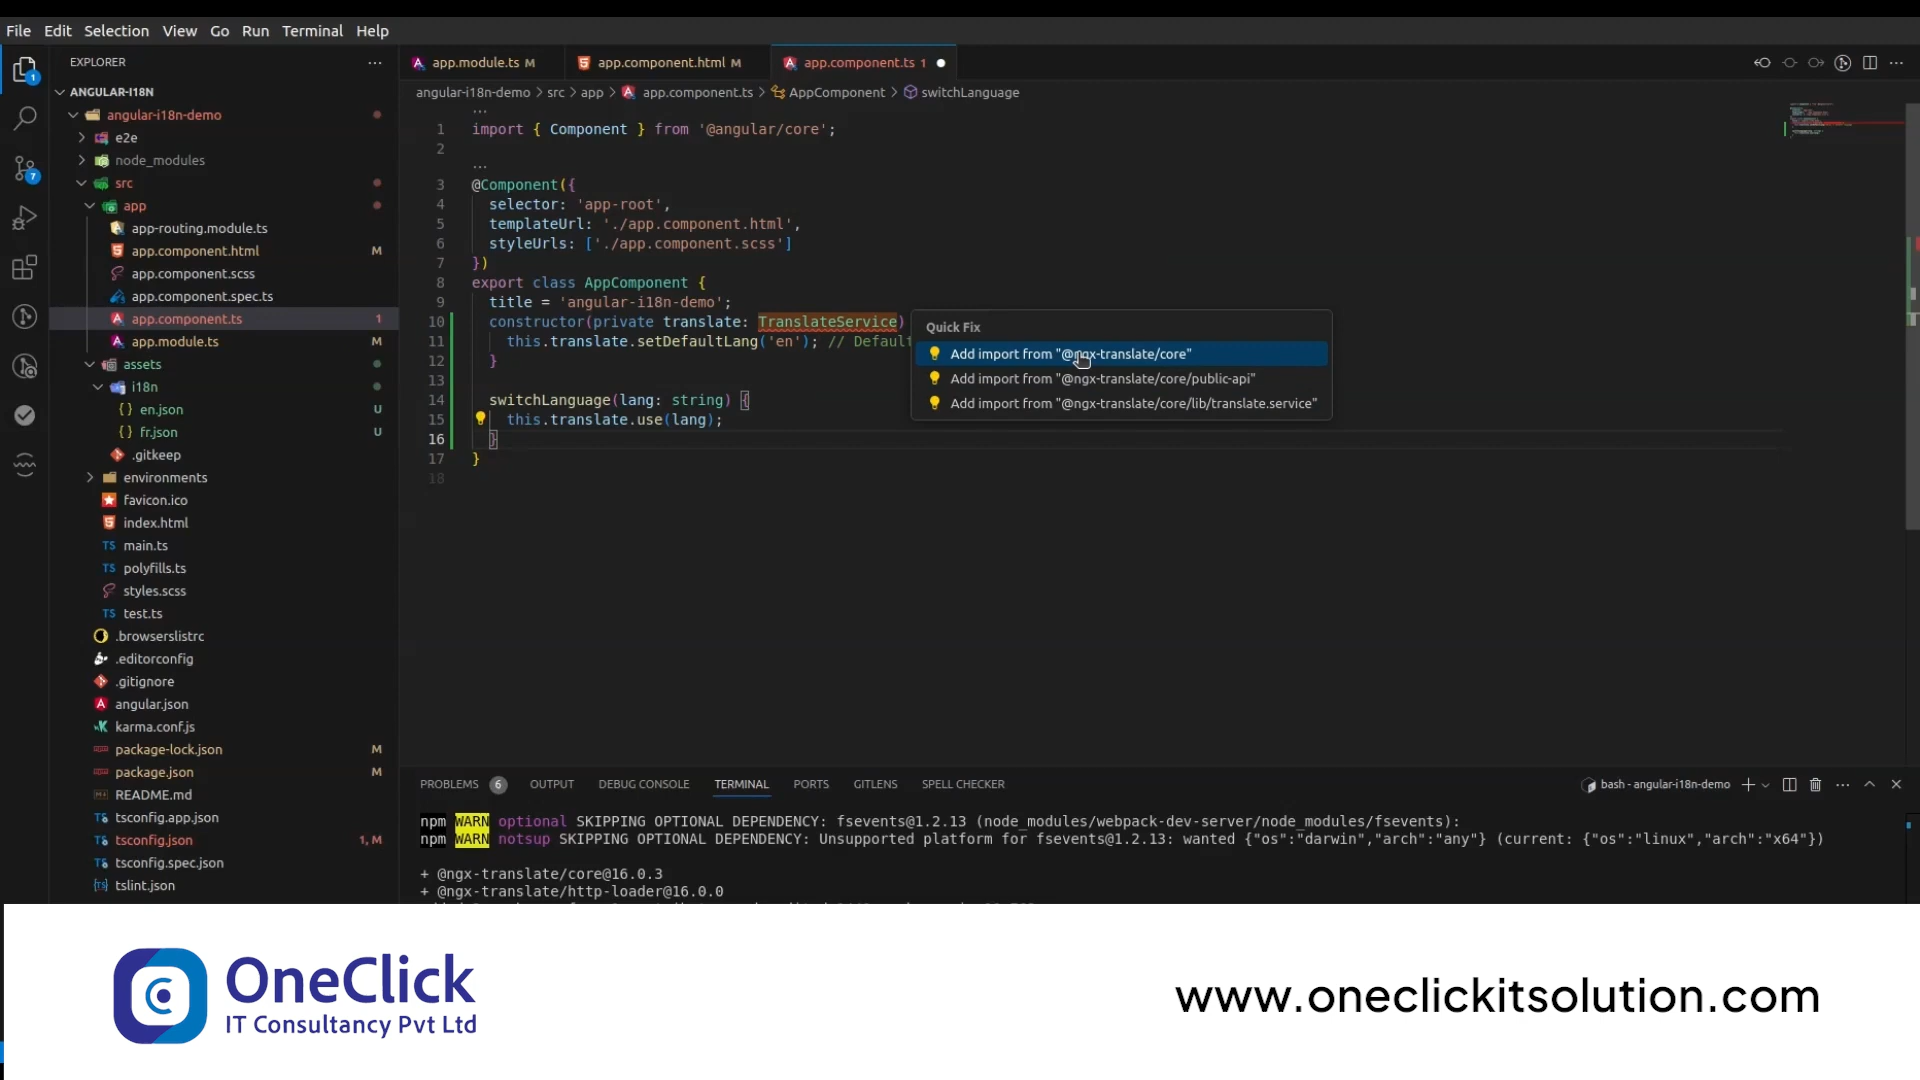 File Edit Selection View Go Run Terminal Help
EXPLORER
ANGULAR-I18N
angular-i18n-demo
e2e
node_modules
src
app
app-routing.module.ts
app.component.html M
app.component.scss
app.component.spec.ts
app.component.ts 1
app.module.ts M
assets
i18n
{} en.json U
{} fr.json U
.gitkeep
environments
favicon.ico
index.html
TS main.ts
TS polyfills.ts
styles.scss
TS test.ts
.browserslistrc
.editorconfig
.gitignore
angular.json
karma.conf.js
package-lock.json M
package.json M
README.md
tsconfig.app.json
tsconfig.json 1, M
tsconfig.spec.json
tslint.json
1
7
app.module.ts M app.component.html M app.component.ts 1
angular-i18n-demo > src > app > app.component.ts > AppComponent > switchLanguage
1 import { Component } from '@angular/core';
2
3 @Component({
4 selector: 'app-root',
5 templateUrl: './app.component.html',
6 styleUrls: ['./app.component.scss']
7 })
8 export class AppComponent {
9 title = 'angular-i18n-demo';
10 constructor(private translate: TranslateService)
11 this.translate.setDefaultLang('en'); // Default
12 }
13
14 switchLanguage(lang: string) {
15 this.translate.use(lang);
16 }
17 }
18
Quick Fix
Add import from "@ngx-translate/core"
Add import from "@ngx-translate/core/public-api"
Add import from "@ngx-translate/core/lib/translate.service"
PROBLEMS 6 OUTPUT DEBUG CONSOLE TERMINAL PORTS GITLENS SPELL CHECKER
bash - angular-i18n-demo
npm WARN optional SKIPPING OPTIONAL DEPENDENCY: fsevents@1.2.13 (node_modules/webpack-dev-server/node_modules/fsevents):
npm WARN notsup SKIPPING OPTIONAL DEPENDENCY: Unsupported platform for fsevents@1.2.13: wanted {"os":"darwin","arch":"any"} (current: {"os":"linux","arch":"x64"})
+ @ngx-translate/core@16.0.3
+ @ngx-translate/http-loader@16.0.0
OneClick
IT Consultancy Pvt Ltd
www.oneclickitsolution.com